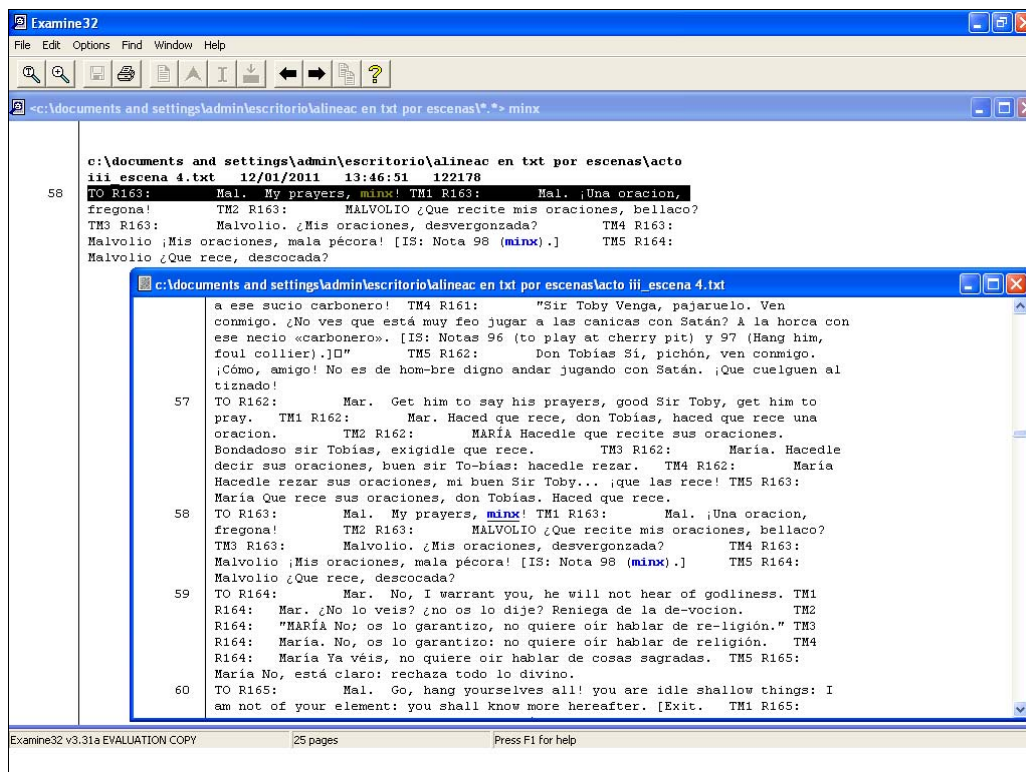 Examine32
File Edit Options Find Window Help
<c:\documents and settings\admin\escritorio\alineac en txt por escenas\*.*> minx
c:\documents and settings\admin\escritorio\alineac en txt por escenas\acto
iii_escena 4.txt 12/01/2011 13:46:51 122178
58 TO R163: Mal. My prayers, minx! TM1 R163: Mal. ¡Una oracion,
fregona! TM2 R163: MALVOLIO ¿Que recite mis oraciones, bellaco?
TM3 R163: Malvolio. ¿Mis oraciones, desvergonzada? TM4 R163:
Malvolio ¡Mis oraciones, mala pécora! [IS: Nota 98 (minx).] TM5 R164:
Malvolio ¿Que rece, descocada?
c:\documents and settings\admin\escritorio\alineac en txt por escenas\acto iii_escena 4.txt
a ese sucio carbonero! TM4 R161: "Sir Toby Venga, pajaruelo. Ven
conmigo. ¿No ves que está muy feo jugar a las canicas con Satán? A la horca con
ese necio «carbonero». [IS: Notas 96 (to play at cherry pit) y 97 (Hang him,
foul collier).]□" TM5 R162: Don Tobías Sí, pichón, ven conmigo.
¡Cómo, amigo! No es de hom-bre digno andar jugando con Satán. ¡Que cuelguen al
tiznado!
57 TO R162: Mar. Get him to say his prayers, good Sir Toby, get him to
pray. TM1 R162: Mar. Haced que rece, don Tobías, haced que rece una
oracion. TM2 R162: MARÍA Hacedle que recite sus oraciones.
Bondadoso sir Tobías, exigidle que rece. TM3 R162: María. Hacedle
decir sus oraciones, buen sir To-bías: hacedle rezar. TM4 R162: María
Hacedle rezar sus oraciones, mi buen Sir Toby... ¡que las rece! TM5 R163:
María Que rece sus oraciones, don Tobías. Haced que rece.
58 TO R163: Mal. My prayers, minx! TM1 R163: Mal. ¡Una oracion,
fregona! TM2 R163: MALVOLIO ¿Que recite mis oraciones, bellaco?
TM3 R163: Malvolio. ¿Mis oraciones, desvergonzada? TM4 R163:
Malvolio ¡Mis oraciones, mala pécora! [IS: Nota 98 (minx).] TM5 R164:
Malvolio ¿Que rece, descocada?
59 TO R164: Mar. No, I warrant you, he will not hear of godliness. TM1
R164: Mar. ¿No lo veis? ¿no os lo dije? Reniega de la de-vocion. TM2
R164: "MARÍA No; os lo garantizo, no quiere oír hablar de re-ligión." TM3
R164: María. No, os lo garantizo: no quiere oír hablar de religión. TM4
R164: María Ya véis, no quiere oir hablar de cosas sagradas. TM5 R165:
María No, está claro: rechaza todo lo divino.
60 TO R165: Mal. Go, hang yourselves all! you are idle shallow things: I
am not of your element: you shall know more hereafter. [Exit. TM1 R165:
Examine32 v3.31a EVALUATION COPY 25 pages Press F1 for help